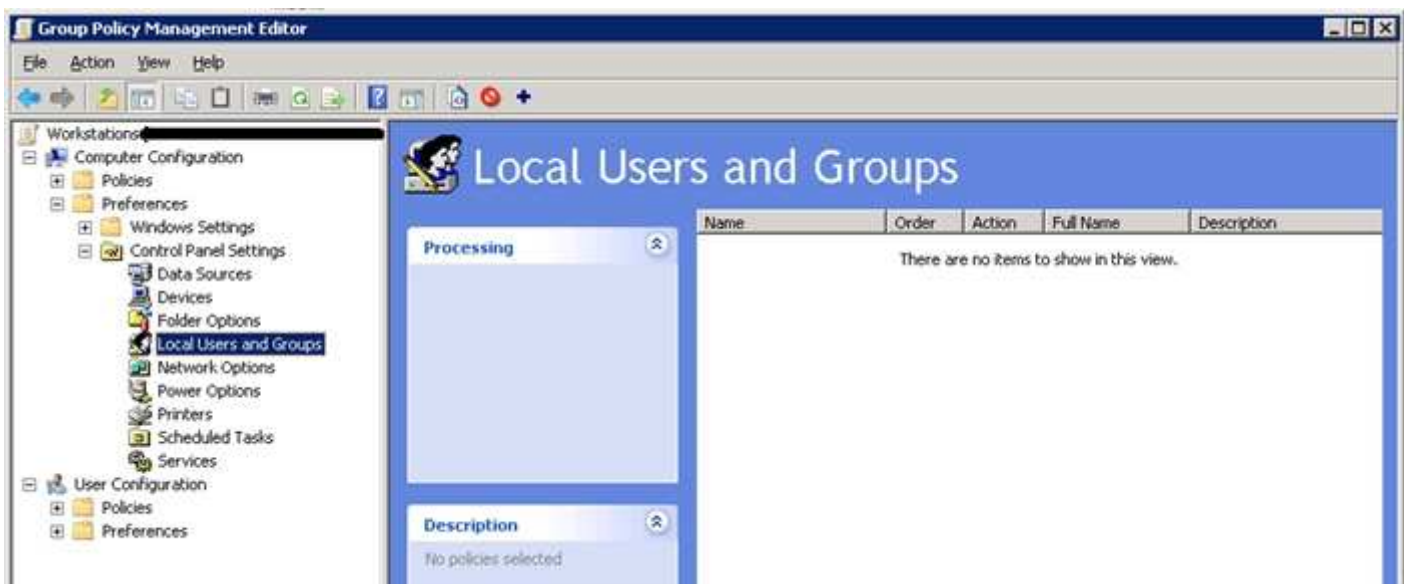 Group Policy Management Editor
File Action View Help
Workstations
Computer Configuration
Policies
Preferences
Windows Settings
Control Panel Settings
Data Sources
Devices
Folder Options
Local Users and Groups
Network Options
Power Options
Printers
Scheduled Tasks
Services
User Configuration
Policies
Preferences
Local Users and Groups
Processing
Description
No policies selected
Name Order Action Full Name Description
There are no items to show in this view.